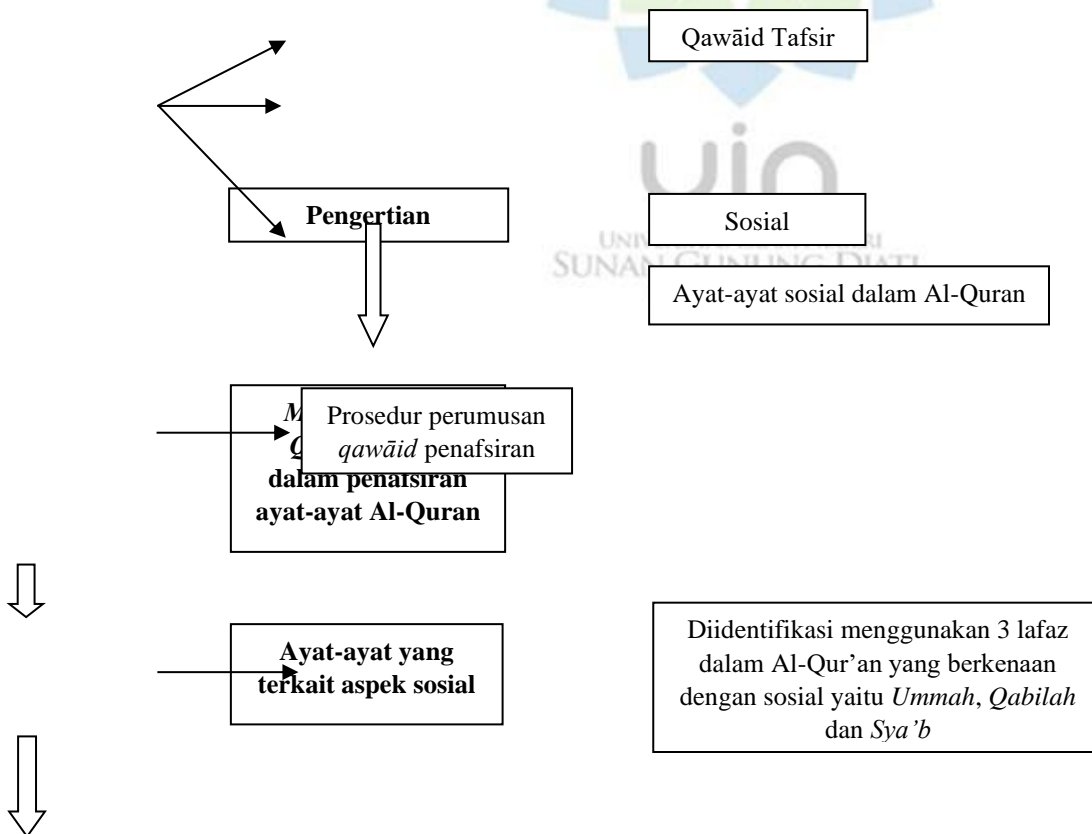 Qawāid Tafsir
uin
Pengertian
Sosial
SUNAN GUNUNG DJATI
Ayat-ayat sosial dalam Al-Quran
Prosedur perumusan
qawāid penafsiran
dalam penafsiran
ayat-ayat Al-Quran
Ayat-ayat yang
terkait aspek sosial
Diidentifikasi menggunakan 3 lafaz
dalam Al-Qur’an yang berkenaan
dengan sosial yaitu Ummah, Qabilah
dan Sya’b